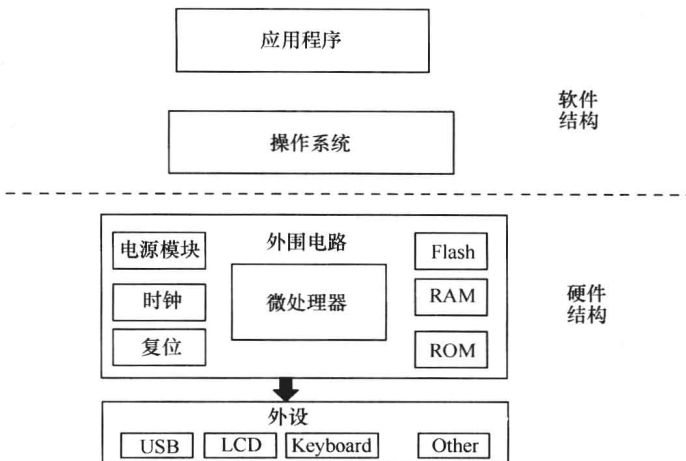 应用程序
软件
结构
操作系统
电源模块
外围电路
Flash
时钟
微处理器
RAM
硬件
结构
复位
ROM
外设
USB
LCD
Keyboard
Other